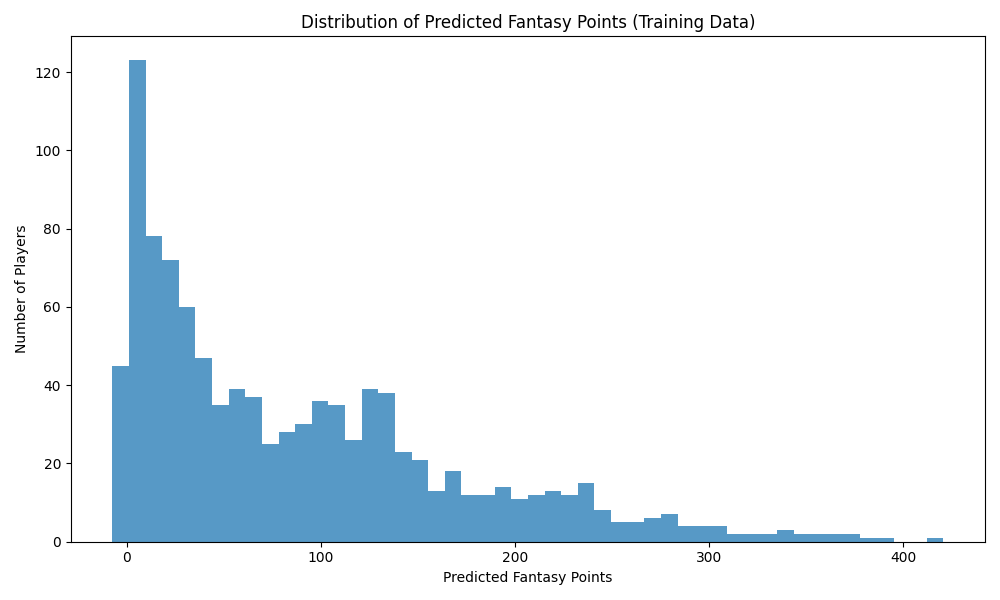 Distribution of Predicted Fantasy Points (Training Data)
Number of Players
120
100
80
60
40
20
0
0 100 200 300 400
Predicted Fantasy Points